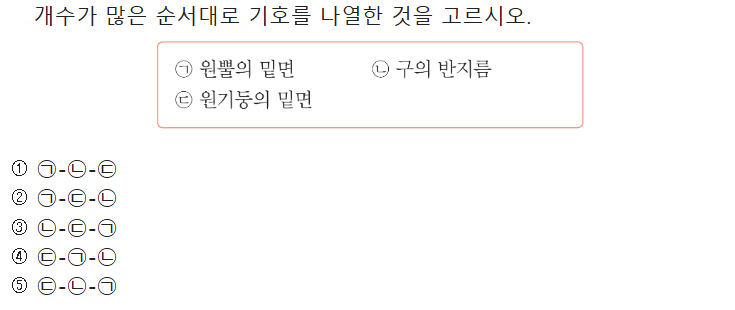 개수가 많은 순서대로 기호를 나열한 것을 고르시오.
㉠ 원뿔의 밑면 ㉡ 구의 반지름
㉢ 원기둥의 밑면
① ㉠-㉡-㉢
② ㉠-㉢-㉡
③ ㉡-㉢-㉠
④ ㉢-㉠-㉡
⑤ ㉢-㉡-㉠